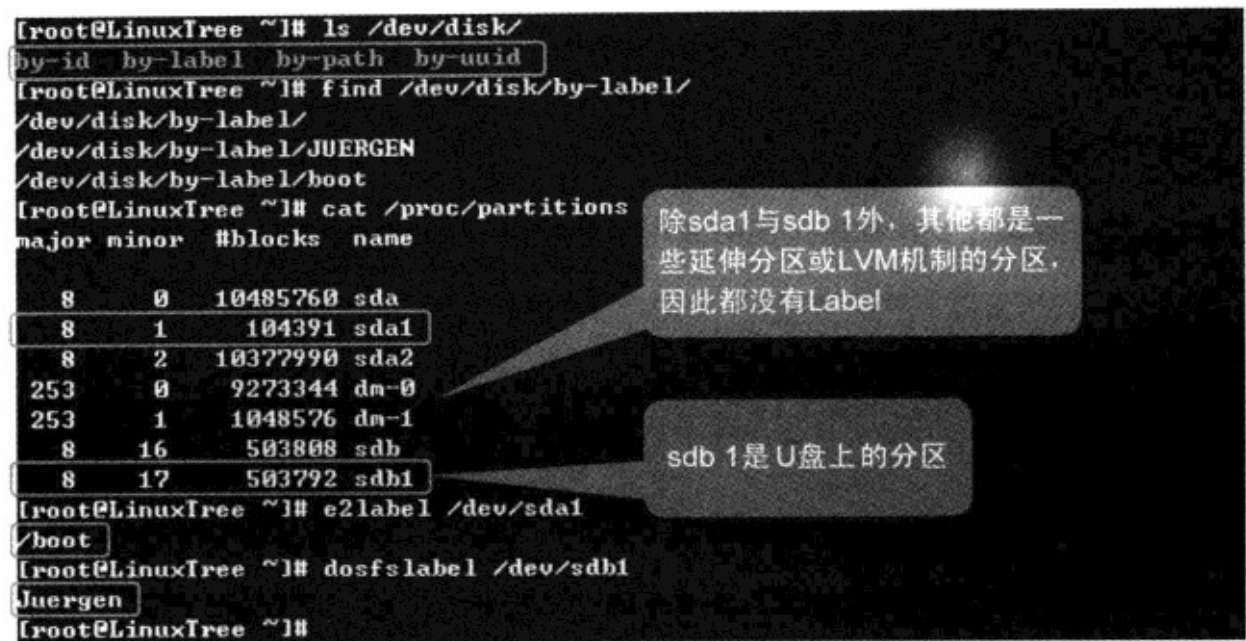 [root@LinuxTree ~]# ls /dev/disk/
by-id by-label by-path by-uuid
[root@LinuxTree ~]# find /dev/disk/by-label/
/dev/disk/by-label/
/dev/disk/by-label/JUERGEN
/dev/disk/by-label/boot
[root@LinuxTree ~]# cat /proc/partitions
major minor #blocks name
8 0 10485760 sda
8 1 104391 sda1
8 2 10377990 sda2
253 0 9273344 dm-0
253 1 1048576 dm-1
8 16 503808 sdb
8 17 503792 sdb1
[root@LinuxTree ~]# e2label /dev/sda1
/boot
[root@LinuxTree ~]# dosfslabel /dev/sdb1
Juergen
[root@LinuxTree ~]#
除sda1与sdb 1外，其他都是一
些延伸分区或LVM机制的分区，
因此都没有Label
sdb 1是U盘上的分区